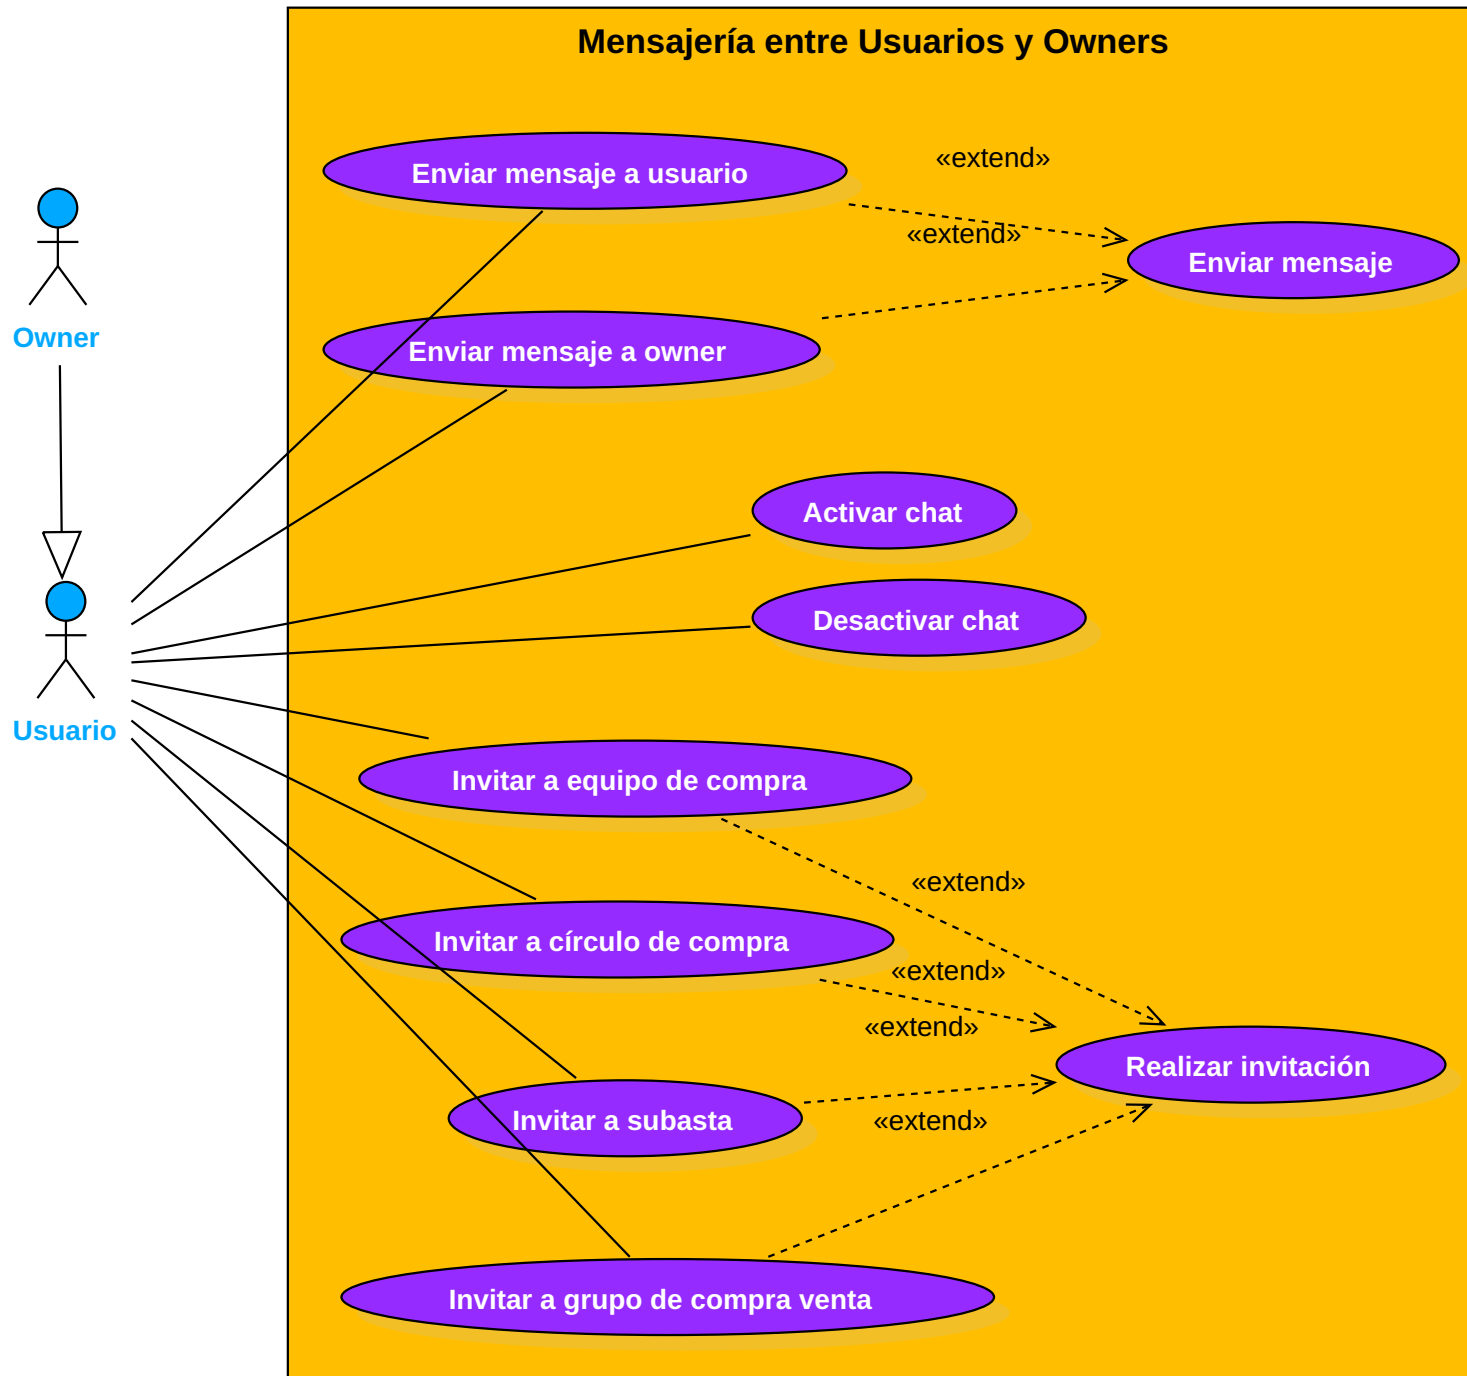 Mensajería entre Usuarios y Owners
«extend»
Enviar mensaje a usuario
«extend»
Enviar mensaje
Owner
Enviar mensaje a owner
Activar chat
Desactivar chat
Usuario
Invitar a equipo de compra
«extend»
Invitar a círculo de compra
«extend»
«extend»
Realizar invitación
Invitar a subasta
«extend»
Invitar a grupo de compra venta